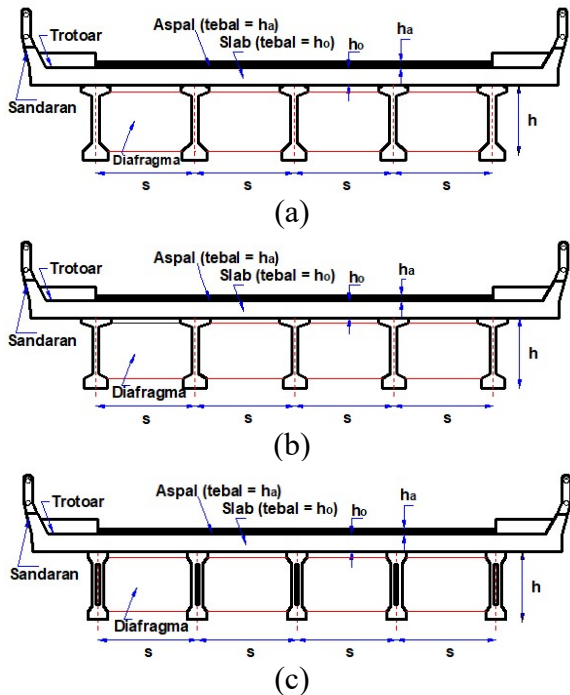 Aspal (tebal = ha)
Trotoar
Slab (tebal = ho)
ho
ha
Sandaran
h
Diafragma
s s s s
(a)
Aspal (tebal = ha)
Trotoar
Slab (tebal = ho)
ho
ha
Sandaran
h
Diafragma
s s s s
(b)
Aspal (tebal = ha)
Trotoar
Slab (tebal = ho)
ho
ha
Sandaran
h
Diafragma
s s s s
(c)